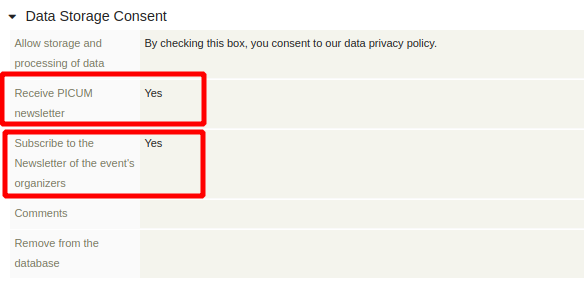 Data Storage Consent
Allow storage and By checking this box, you consent to our data privacy policy.
processing of data
Receive PICUM Yes
newsletter
Subscribe to the Yes
Newsletter of the event's
organizers
Comments
Remove from the
database